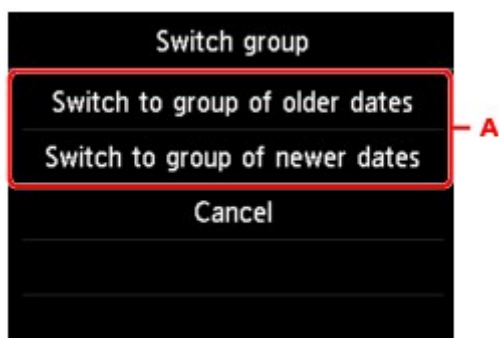 Switch group
Switch to group of older dates
A
Switch to group of newer dates
Cancel